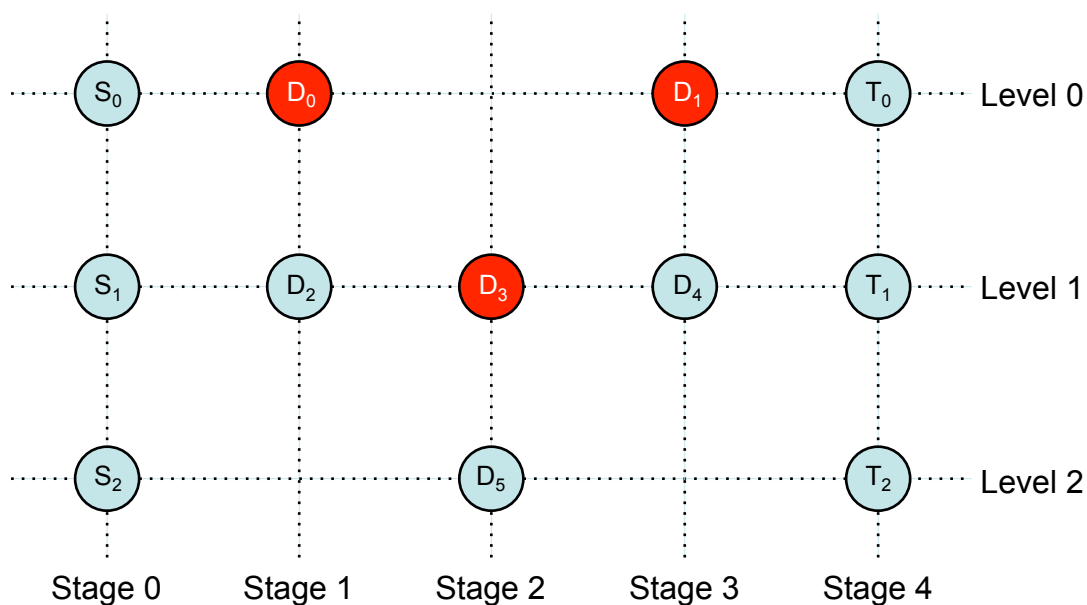 S₀ D₀ D₁ T₀ Level 0
S₁ D₂ D₃ D₄ T₁ Level 1
S₂ D₅ T₂ Level 2
Stage 0 Stage 1 Stage 2 Stage 3 Stage 4